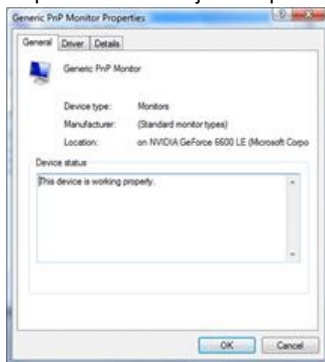 Generic PnP Monitor Properties
General Driver Details
Generic PnP Monitor
Device type: Monitors
Manufacturer: (Standard monitor types)
Location: on NVIDIA GeForce 6600 LE (Microsoft Corpo
Device status
This device is working properly.
OK Cancel